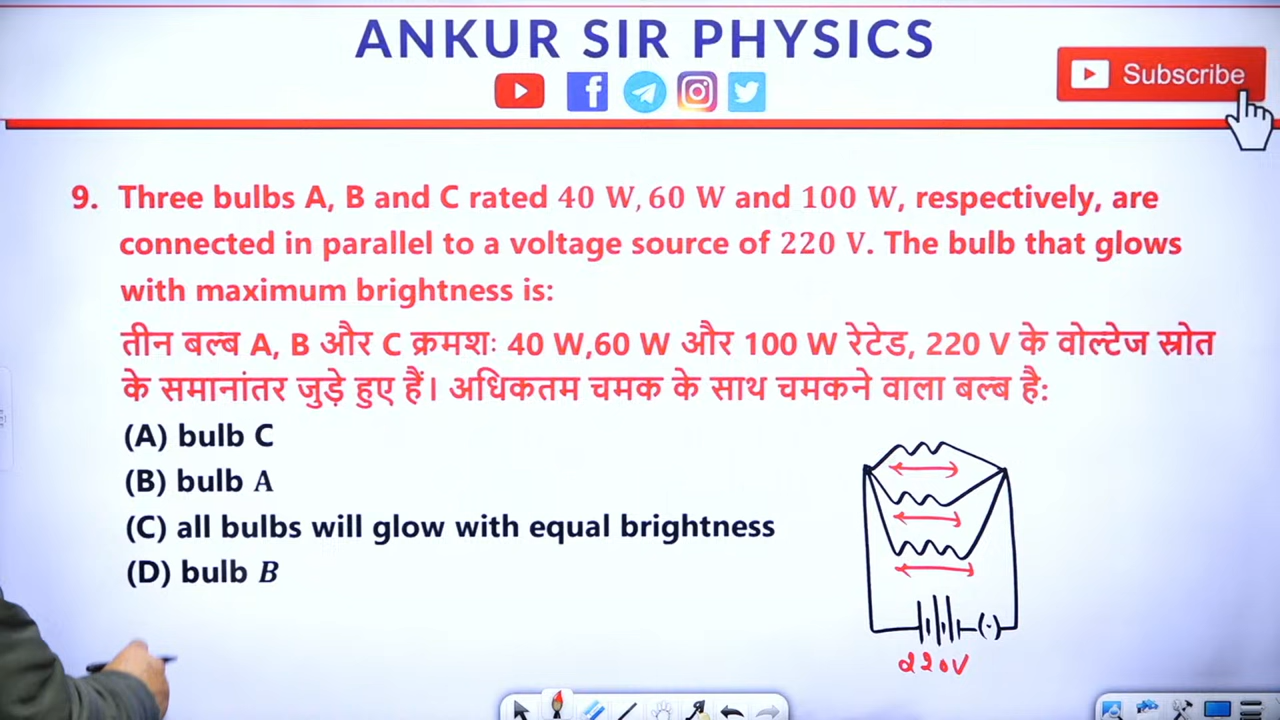 ANKUR SIR PHYSICS
Subscribe
9. Three bulbs A, B and C rated 40 W, 60 W and 100 W, respectively, are
connected in parallel to a voltage source of 220 V. The bulb that glows
with maximum brightness is:
तीन बल्ब A, B और C क्रमशः 40 W,60 W और 100 W रेटेड, 220 V के वोल्टेज स्रोत
के समानांतर जुड़े हुए हैं। अधिकतम चमक के साथ चमकने वाला बल्ब है:
(A) bulb C
(B) bulb A
(C) all bulbs will glow with equal brightness
(D) bulb B
220V